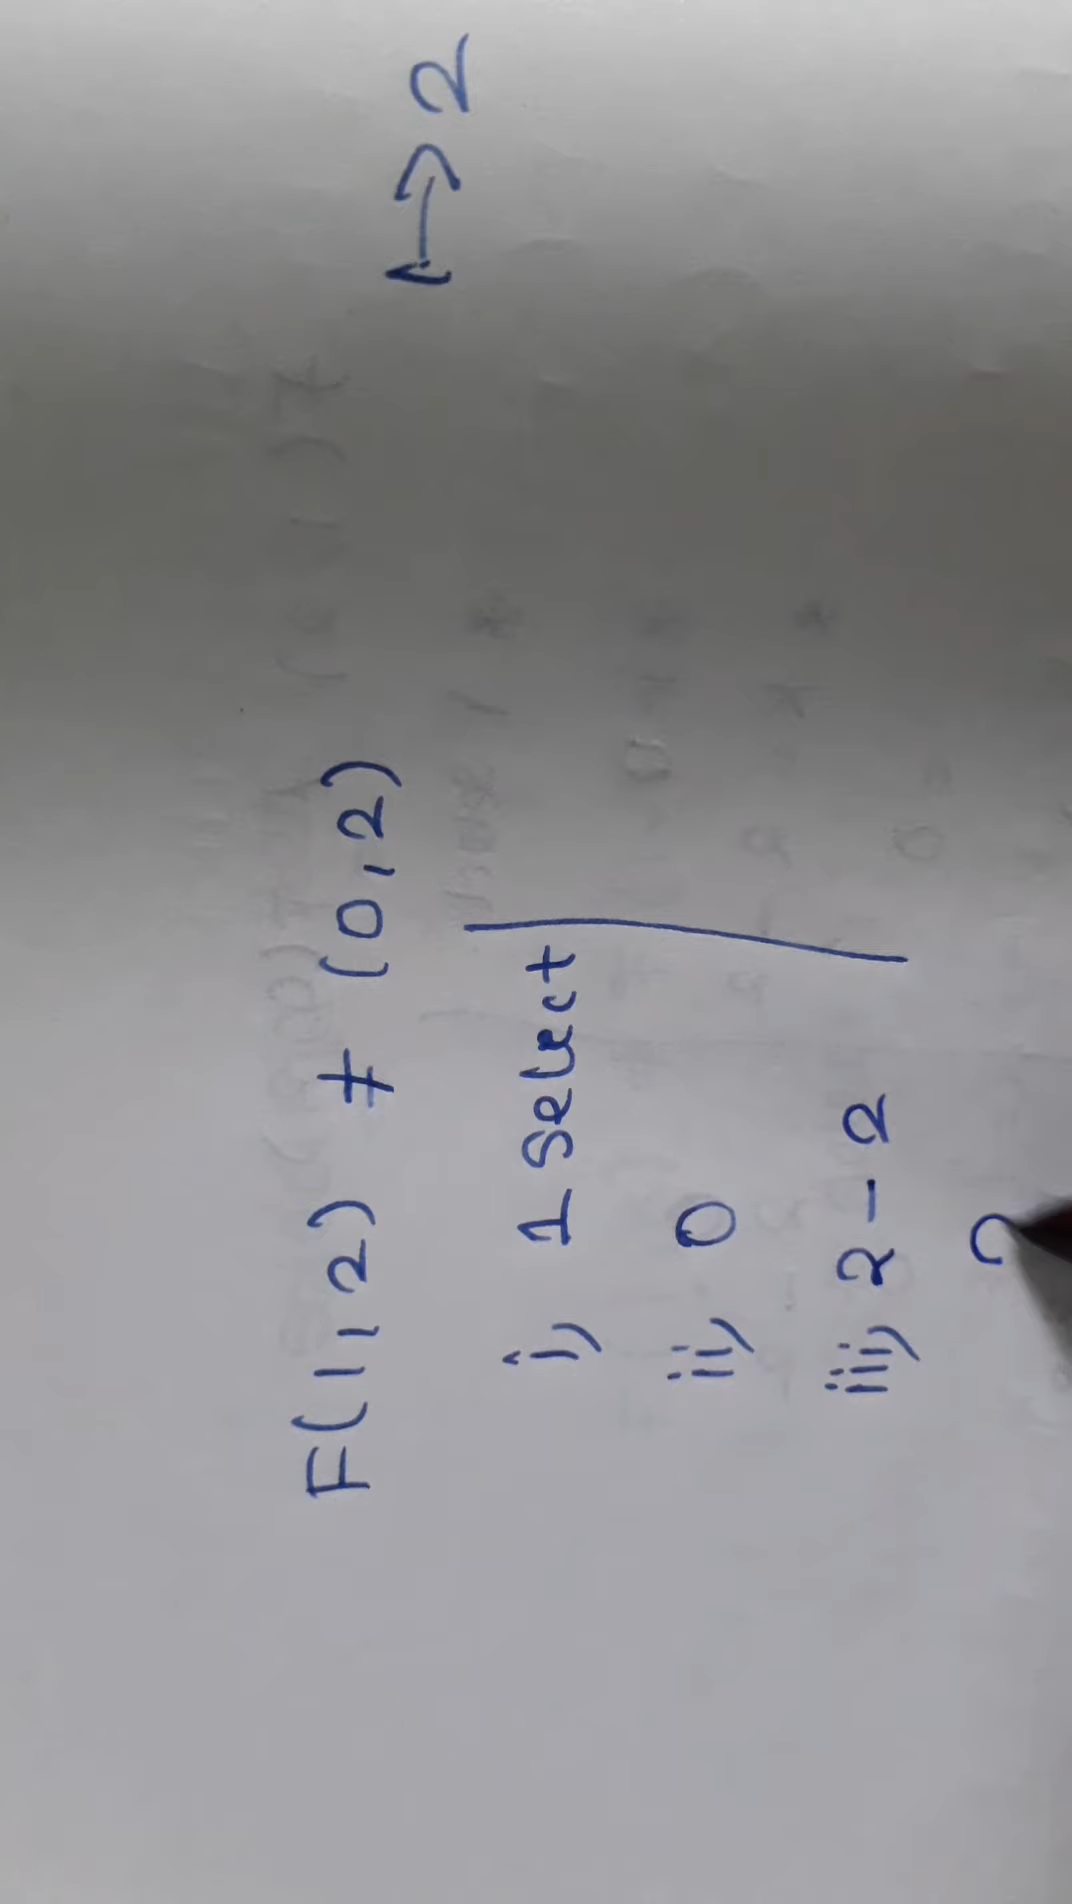 F(1,2) ≠ (0,2)
1 → 2
i) 1 select
ii) 0
iii) 2-2